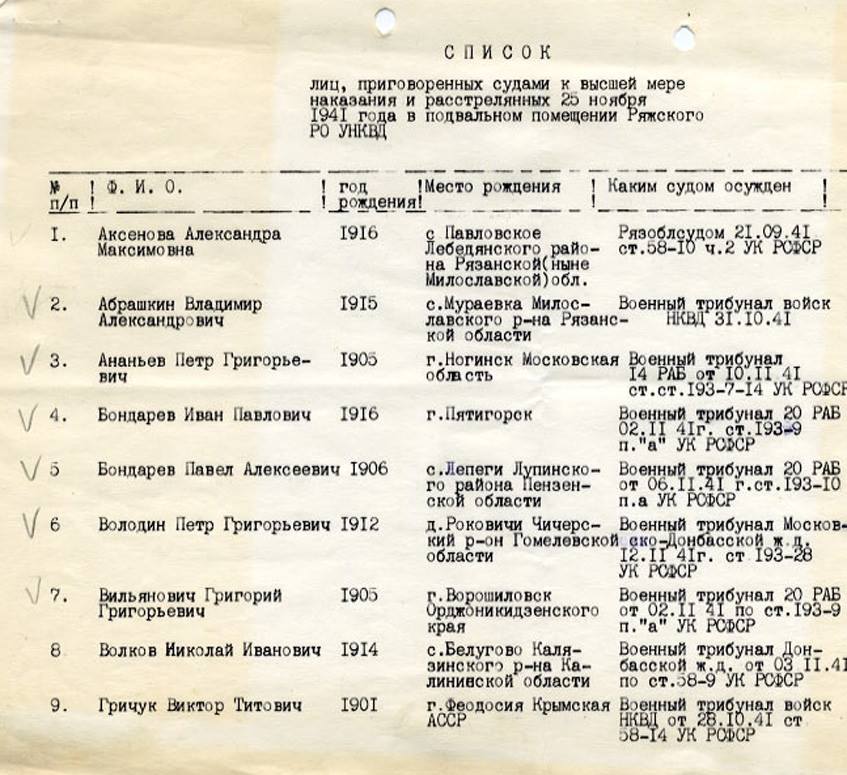 СПИСОК
лиц, приговоренных судами к высшей мере
наказания и расстрелянных 25 ноября
1941 года в подвальном помещении Ряжского
РО УНКВД
№ п/п ! Ф. И. О. ! год рождения! Место рождения ! Каким судом осужден !
1. Аксенова Александра 1916 с Павловское Рязоблсудом 21.09.41
Максимовна Лебедянского райо- ст.58-10 ч.2 УК РСФСР
на Рязанской(ныне
Милославской)обл.
2. Абрашкин Владимир 1915 с.Мураевка Милос- Военный трибунал войск
Александрович лавского р-на Рязанс- НКВД 31.10.41
кой области
3. Ананьев Петр Григорье- 1905 г.Ногинск Московская Военный трибунал
вич область 14 РАБ от 10.11 41
ст.ст.193-7-14 УК РСФСР
4. Бондарев Иван Павлович 1916 г.Пятигорск Военный трибунал 20 РАБ
02.11 41г. ст.193-9
п."а" УК РСФСР
5 Бондарев Павел Алексеевич 1906 с.Лепеги Лупинско- Военный трибунал 20 РАБ
го района Пензен- от 06.11.41 г.ст.193-10
ской области п.а УК РСФСР
6 Володин Петр Григорьевич 1912 д.Роковичи Чичерс- Военный трибунал Москов-
кий р-он Гомелевской ско-Донбасской ж.д.
области 12.11 41г. ст 193-28
УК РСФСР
7. Вильянович Григорий 1905 г.Ворошиловск Военный трибунал 20 РАБ
Григорьевич Орджоникидзенского от 02.11 41 по ст.193-9
края п."а" УК РСФСР
8 Волков Николай Иванович 1914 с.Белугово Каля- Военный трибунал Дон-
зинского р-на Ка- басской ж.д. от 03 11.41
лининской области по ст.58-9 УК РСФСР
9. Гричук Виктор Титович 1901 г.Феодосия Крымская Военный трибунал войск
АССР НКВД от 28.10.41 ст
58-14 УК РСФСР